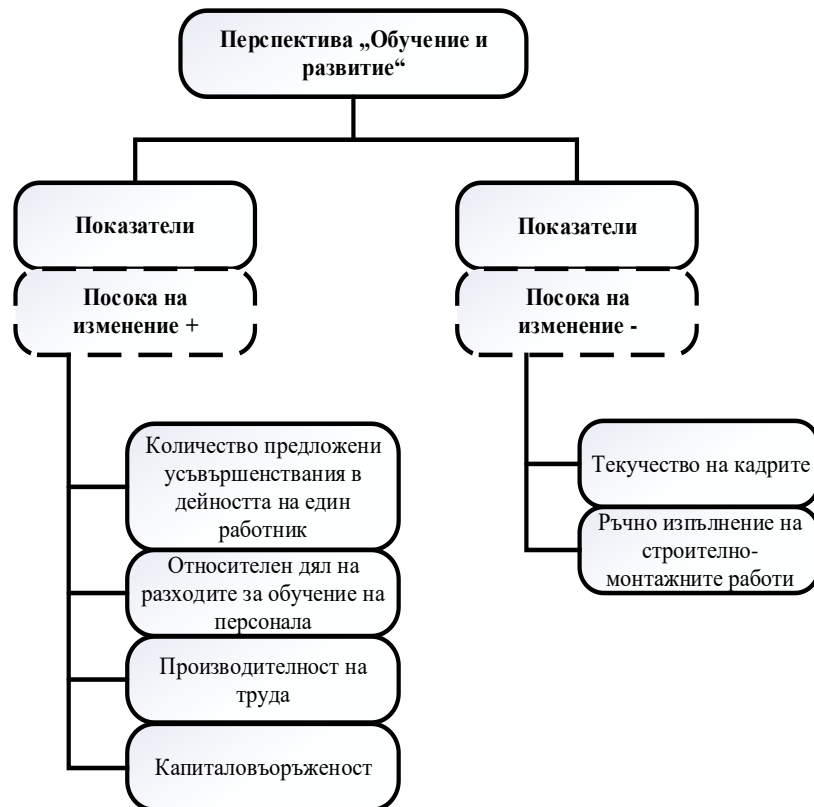 Перспектива „Обучение и
развитие“
Показатели
Посока на
изменение +
Количество предложени
усъвършенствания в
дейността на един
работник
Относителен дял на
разходите за обучение на
персонала
Производителност на
труда
Капиталовъоръженост
Показатели
Посока на
изменение -
Текучество на кадрите
Ръчно изпълнение на
строително-
монтажните работи